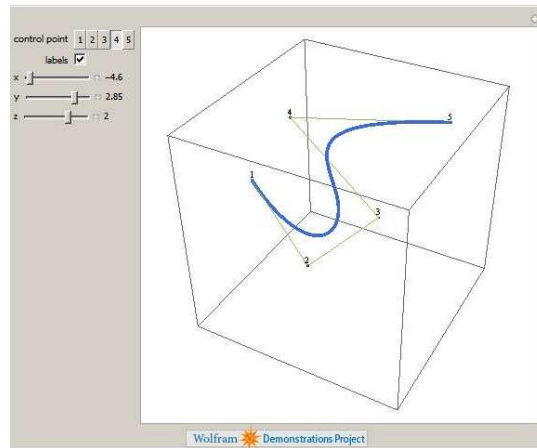 control point 1 2 3 4 5
labels
x -4.6
y 2.85
z 2
4
5
1
3
2
Wolfram Demonstrations Project